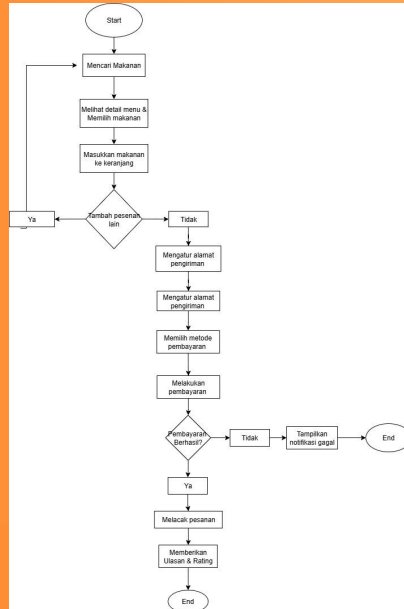 Start
Mencari Makanan
Melihat detail menu &
Memilih makanan
Masukkan makanan
ke keranjang
Tambah pesenan
lain
Ya
Tidak
Mengatur alamat
pengiriman
Mengatur alamat
pengiriman
Memilih metode
pembayaran
Melakukan
pembayaran
Pembayaran
Berhasil?
Tidak
Tampilkan
notifikasi gagal
End
Ya
Melacak pesanan
Memberikan
Ulasan & Rating
End